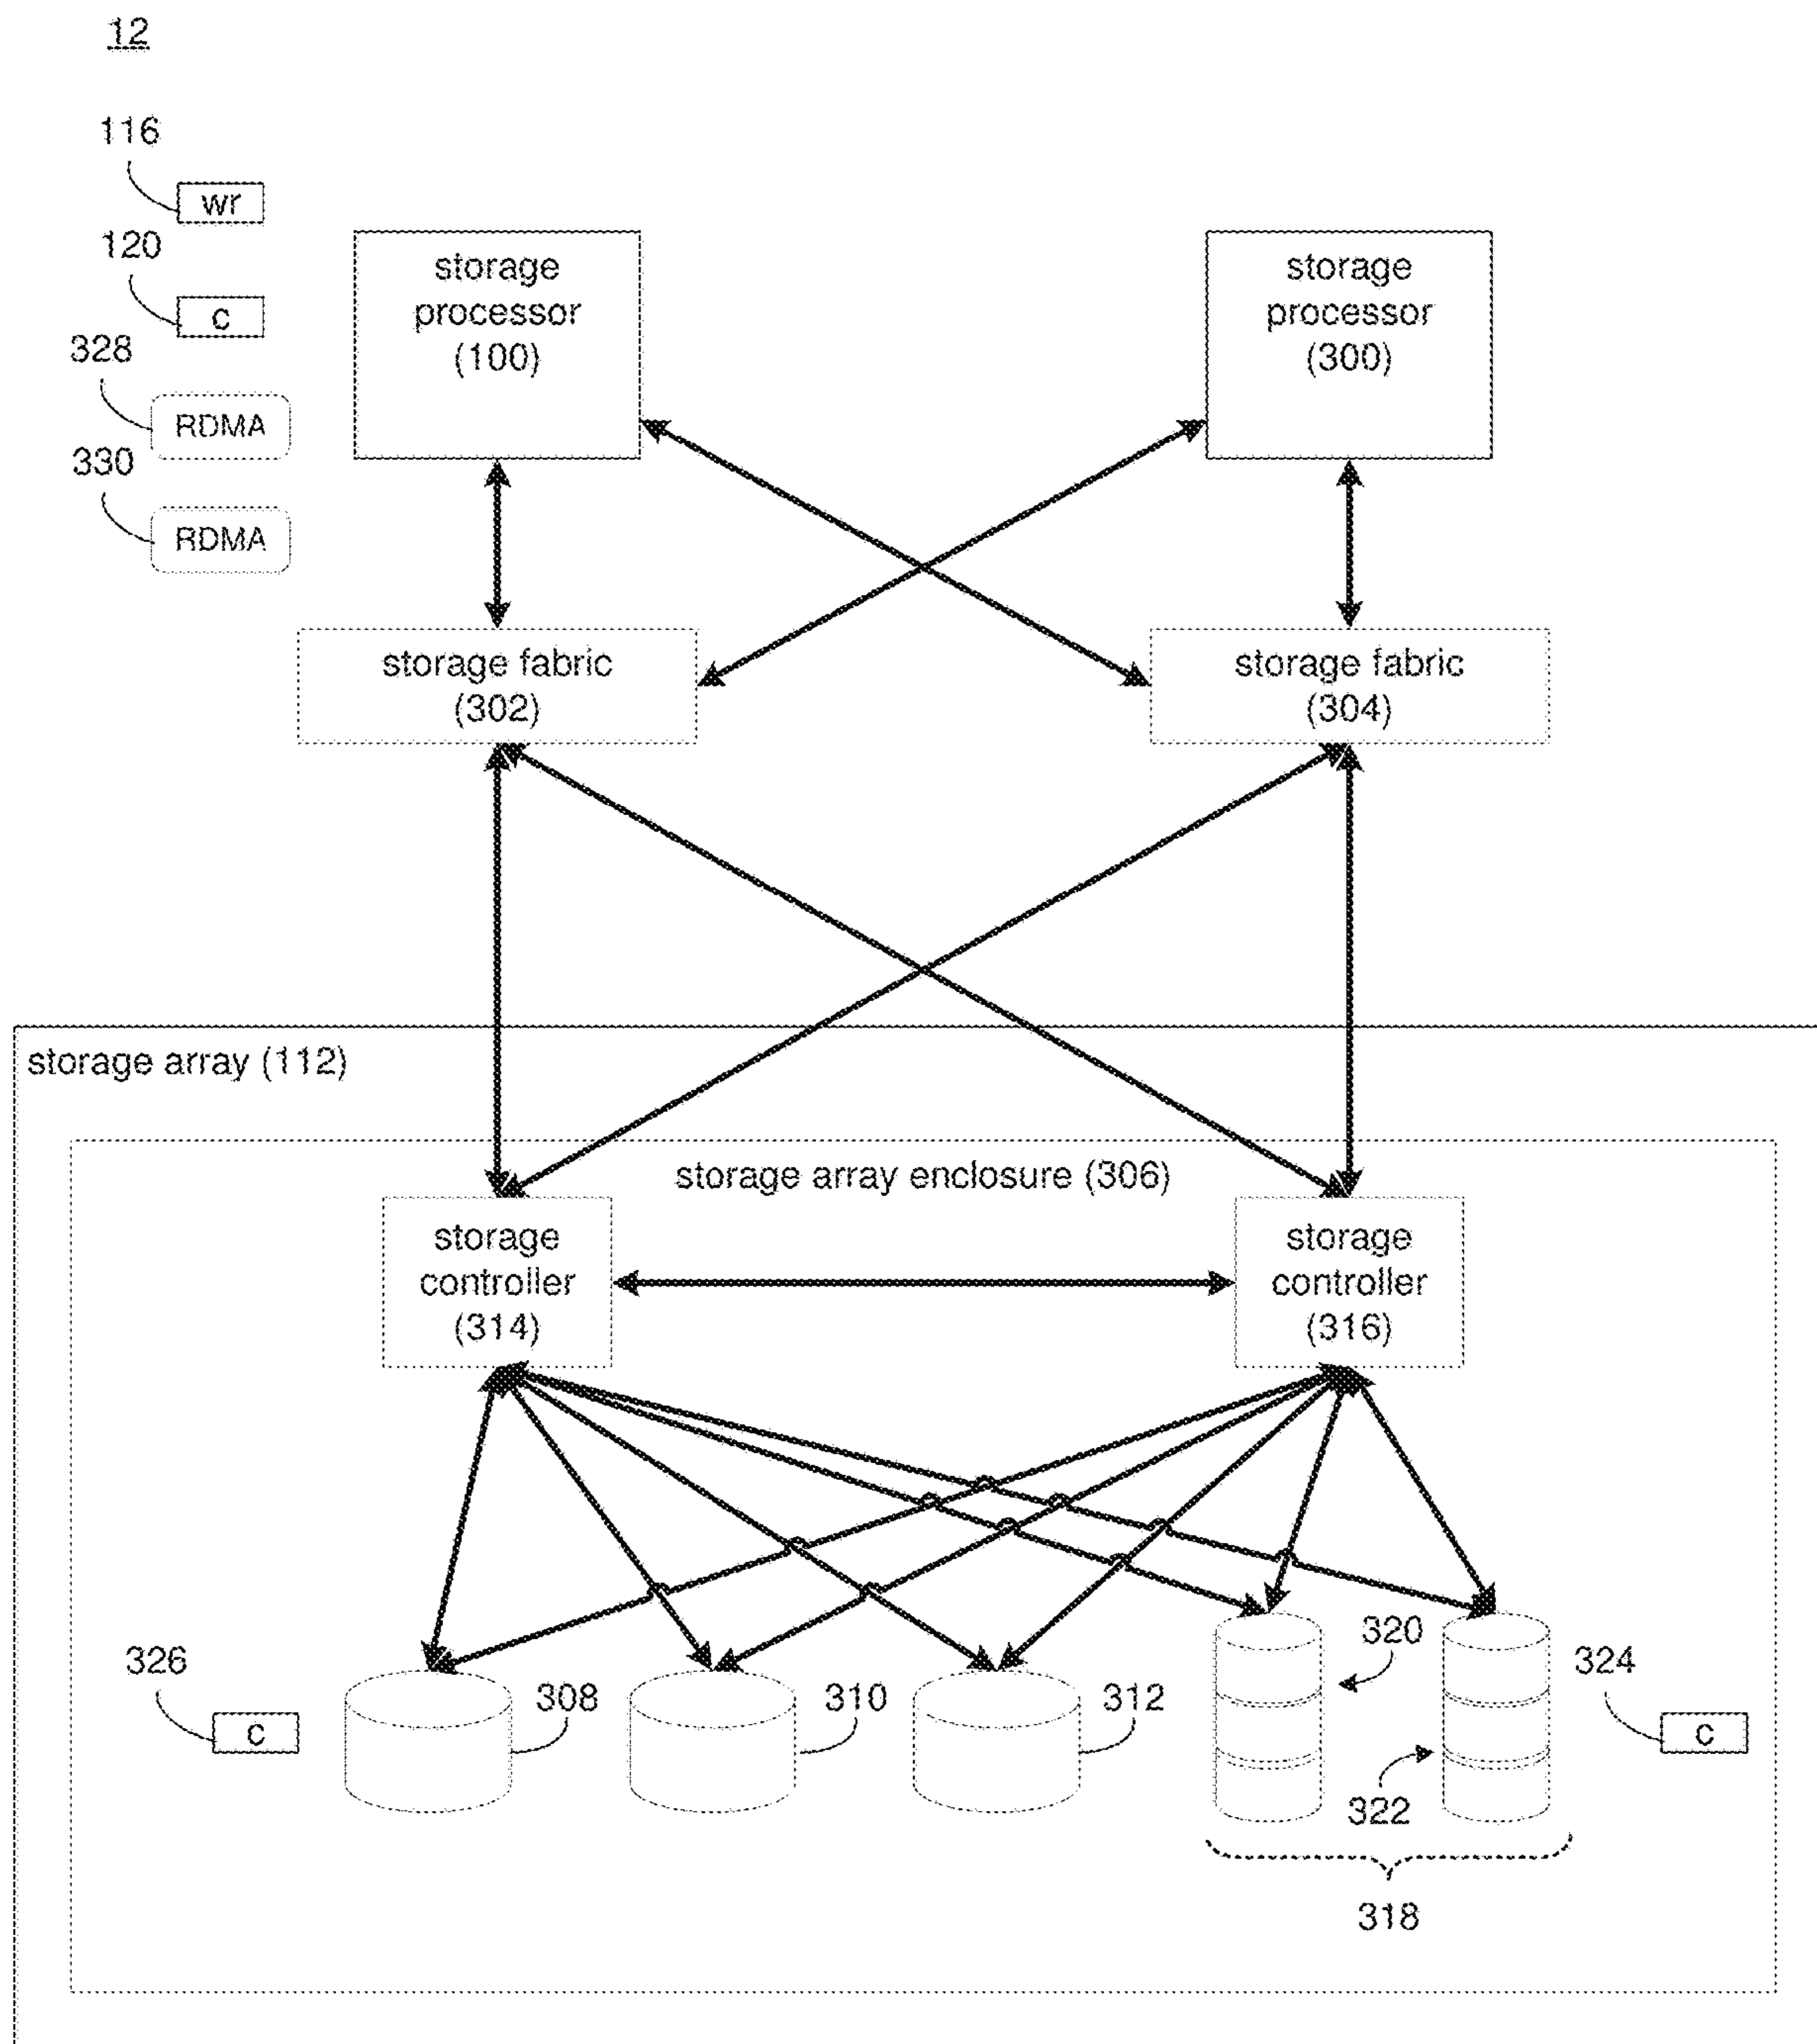 12
116
wr
120
c
328
RDMA
330
RDMA
storage
processor
(100)
storage
processor
(300)
storage fabric
(302)
storage fabric
(304)
storage array (112)
storage array enclosure (306)
storage
controller
(314)
storage
controller
(316)
326
c
308
310
312
320
322
324
c
318